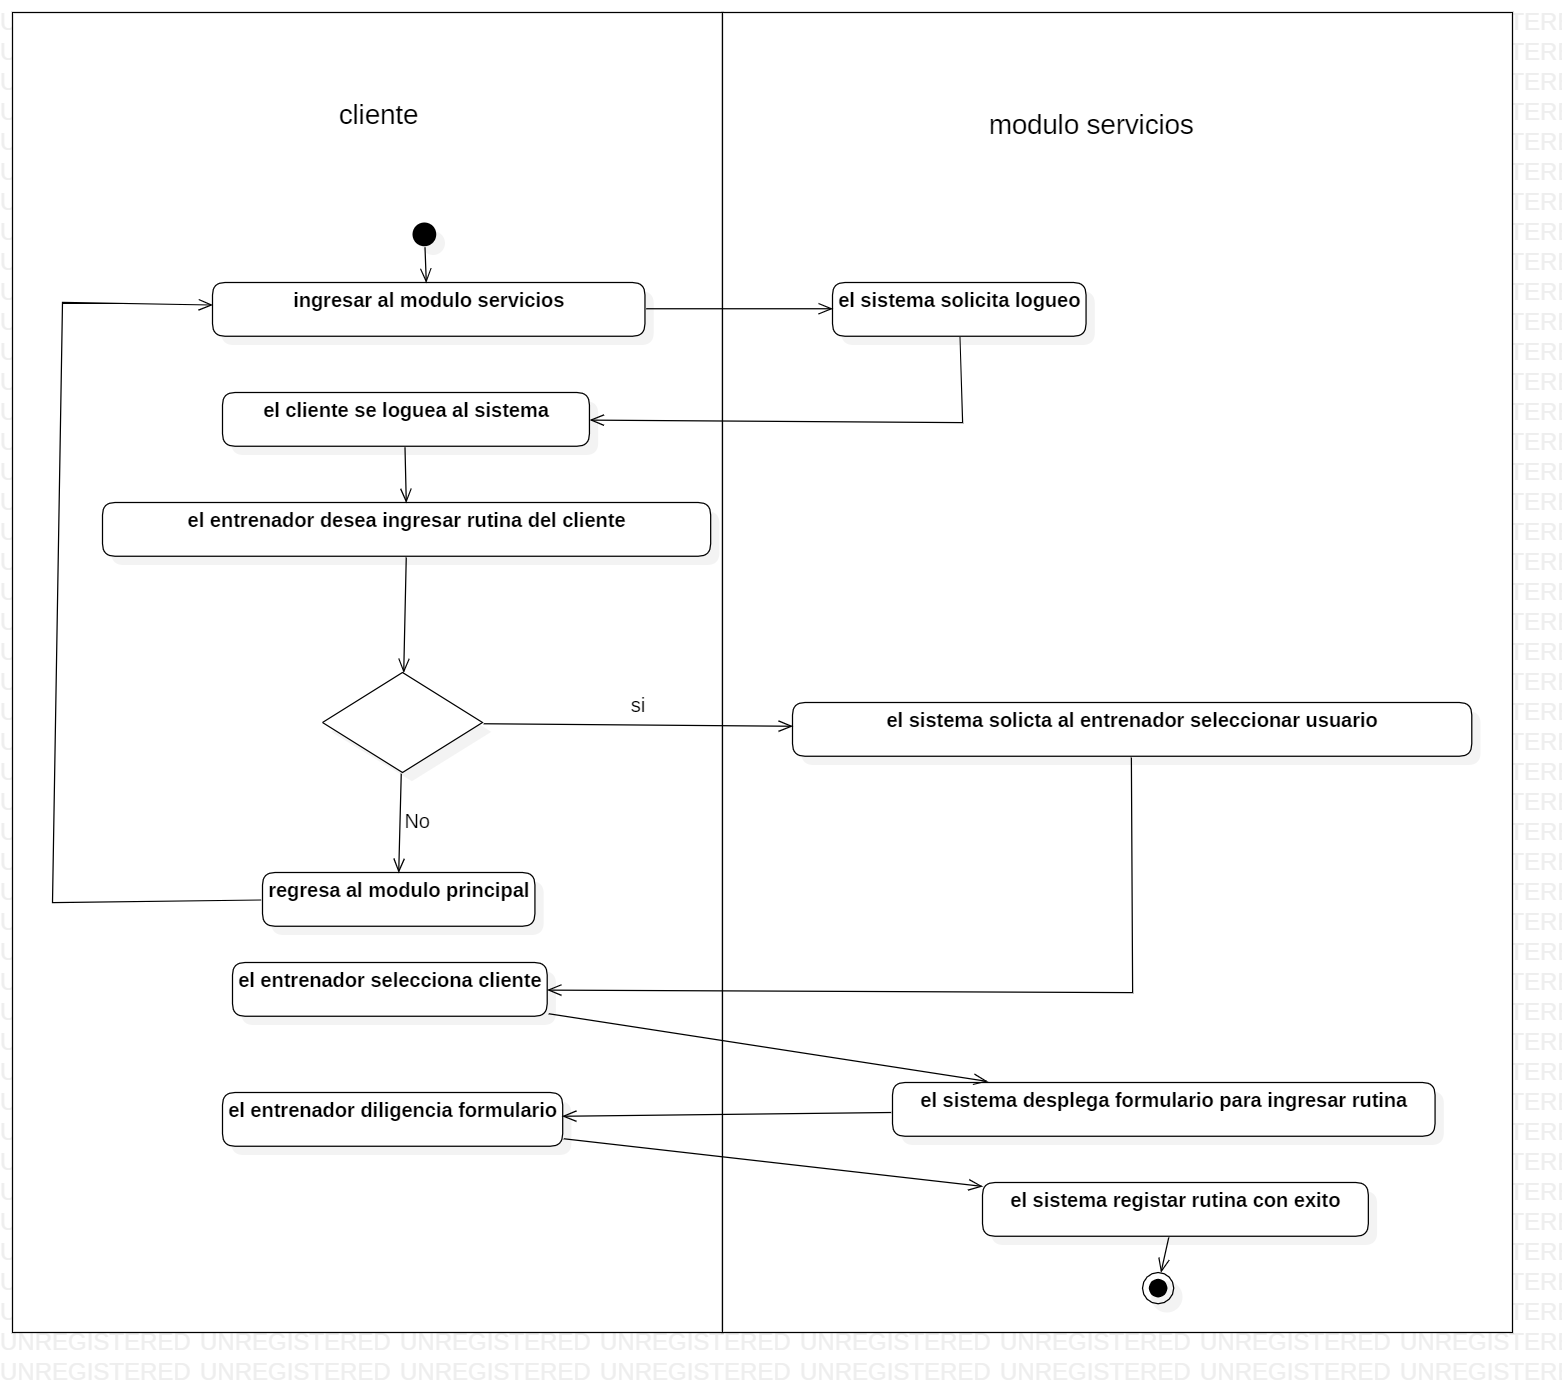 cliente
modulo servicios
ingresar al modulo servicios
el sistema solicita logueo
el cliente se loguea al sistema
el entrenador desea ingresar rutina del cliente
si
el sistema solicta al entrenador seleccionar usuario
No
regresa al modulo principal
el entrenador selecciona cliente
el sistema desplega formulario para ingresar rutina
el entrenador diligencia formulario
el sistema registar rutina con exito
UNREGISTERED UNREGISTERED UNREGISTERED UNREGISTERED UNREGISTERED UNREGISTERED UNREGISTERED UNREGISTERI
UNREGISTERED UNREGISTERED UNREGISTERED UNREGISTERED UNREGISTERED UNREGISTERED UNREGISTERED UNREGISTERI